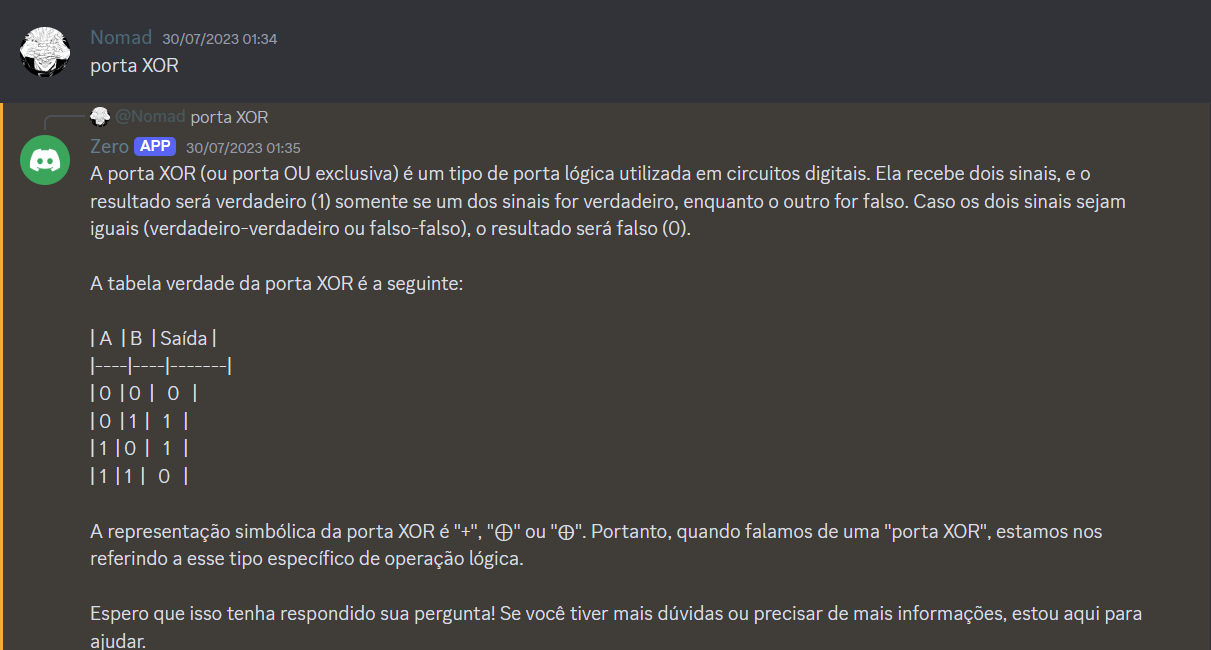 Nomad 30/07/2023 01:34
porta XOR
@Nomad porta XOR
Zero APP 30/07/2023 01:35
A porta XOR (ou porta OU exclusiva) é um tipo de porta lógica utilizada em circuitos digitais. Ela recebe dois sinais, e o
resultado será verdadeiro (1) somente se um dos sinais for verdadeiro, enquanto o outro for falso. Caso os dois sinais sejam
iguais (verdadeiro-verdadeiro ou falso-falso), o resultado será falso (0).
A tabela verdade da porta XOR é a seguinte:
| A | B | Saída |
|----|----|-------|
| 0 | 0 | 0 |
| 0 | 1 | 1 |
| 1 | 0 | 1 |
| 1 | 1 | 0 |
A representação simbólica da porta XOR é "+", "⨁" ou "⊕". Portanto, quando falamos de uma "porta XOR", estamos nos
referindo a esse tipo específico de operação lógica.
Espero que isso tenha respondido sua pergunta! Se você tiver mais dúvidas ou precisar de mais informações, estou aqui para
ajudar.